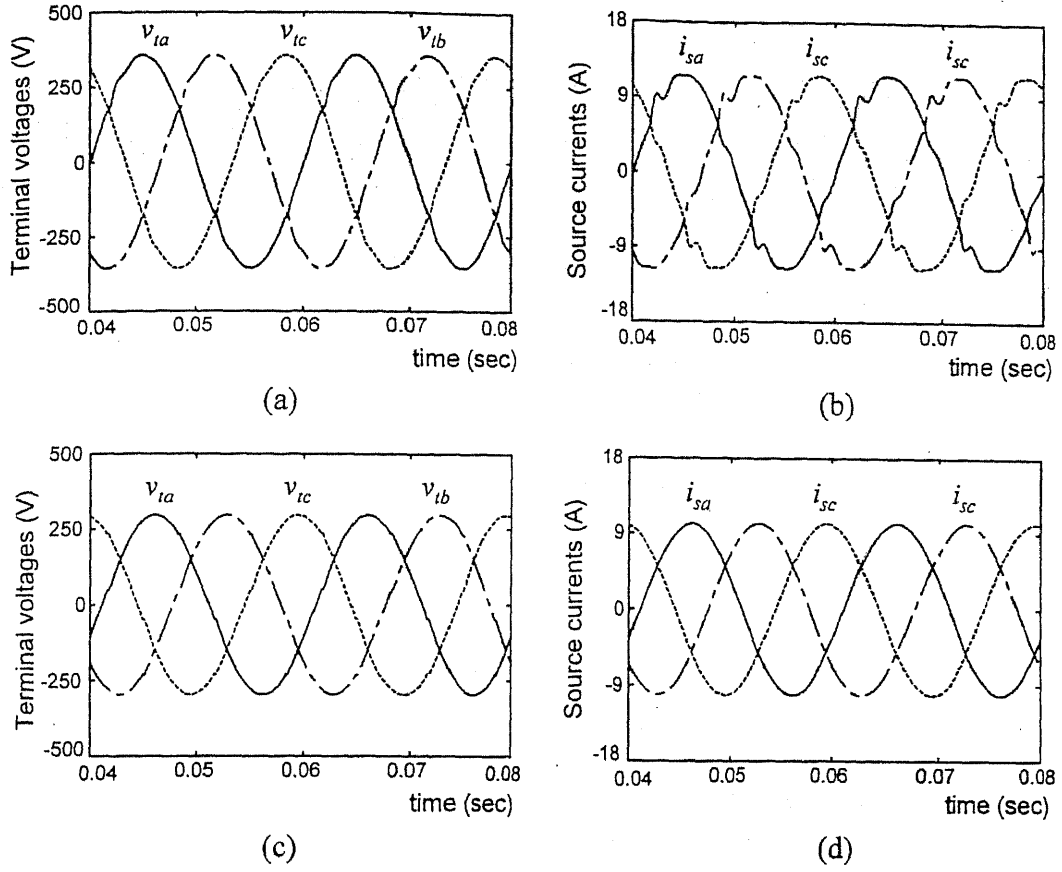 Terminal voltages (V)
500
250
0
-250
-500
v_ta
v_tc
v_tb
0.04
0.05
0.06
0.07
0.08
time (sec)
(a)
Source currents (A)
18
9
0
-9
-18
i_sa
i_sc
i_sc
0.04
0.05
0.06
0.07
0.08
time (sec)
(b)
Terminal voltages (V)
500
250
0
-250
-500
v_ta
v_tc
v_tb
0.04
0.05
0.06
0.07
0.08
time (sec)
(c)
Source currents (A)
18
9
0
-9
-18
i_sa
i_sc
i_sc
0.04
0.05
0.06
0.07
0.08
time (sec)
(d)